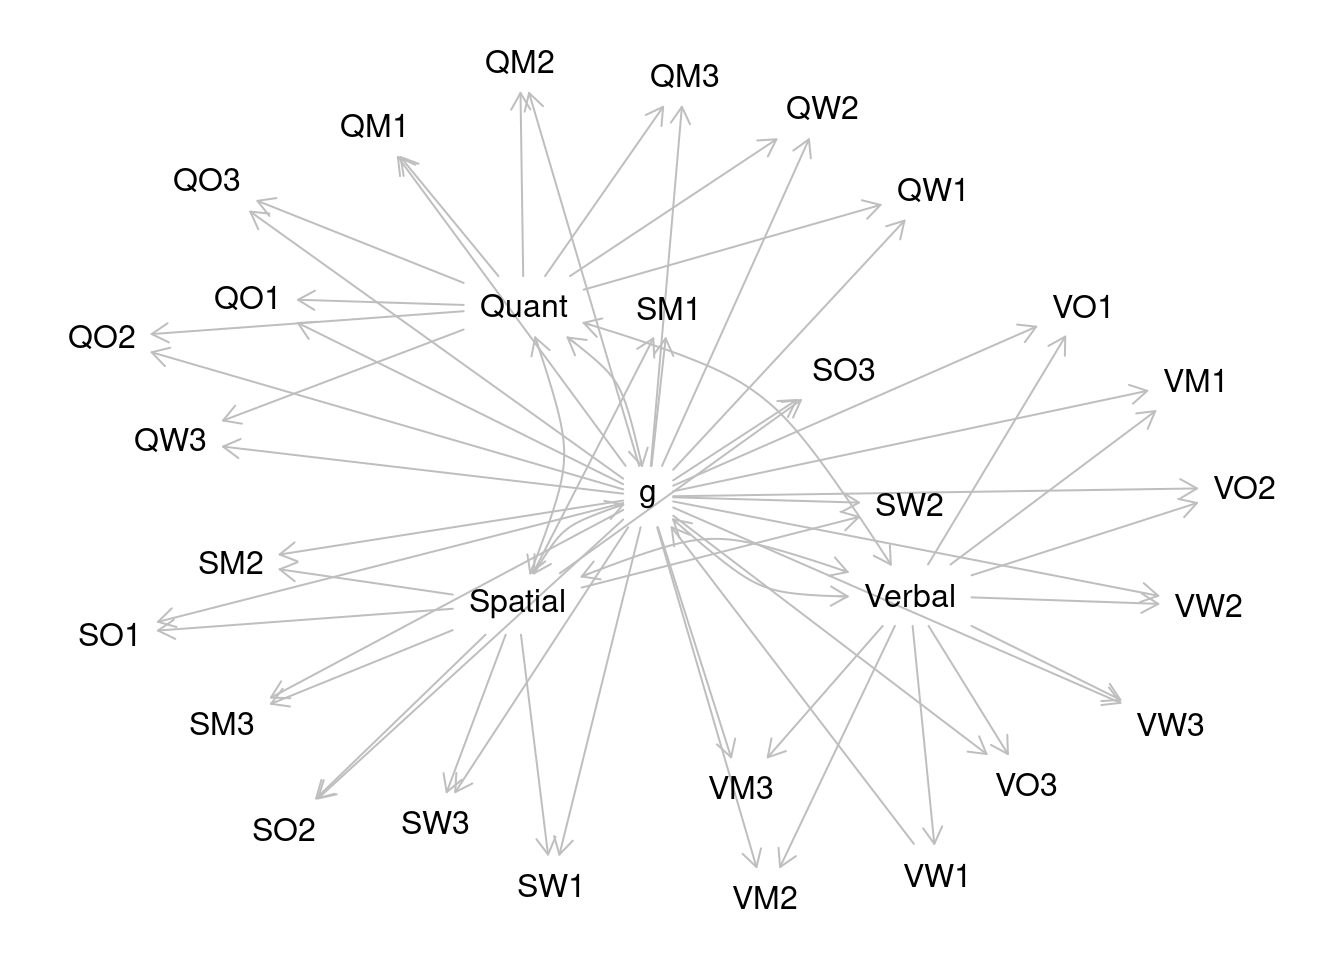 QM2
QM3
QW2
QM1
QO3
QW1
QO1
Quant
SM1
VO1
QO2
SO3
VM1
QW3
g
VO2
SW2
SM2
Spatial
Verbal
VW2
SO1
SM3
VW3
VM3
VO3
SO2
SW3
SW1
VM2
VW1